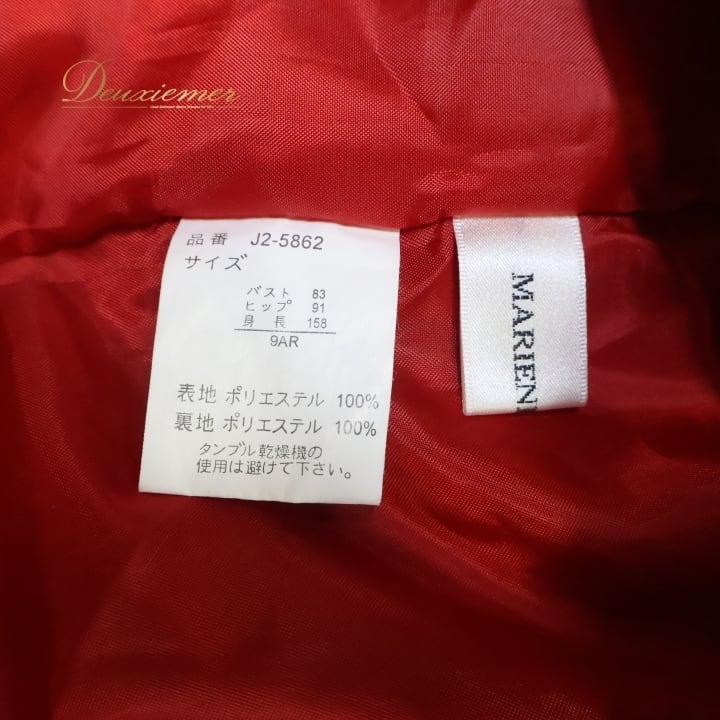 Deuxiemer
品番 J2-5862
サイズ
バスト 83
ヒップ 91
身長 158
9AR
表地 ポリエステル 100%
裏地 ポリエステル 100%
タンブル乾燥機の
使用は避けて下さい。
MARIEN